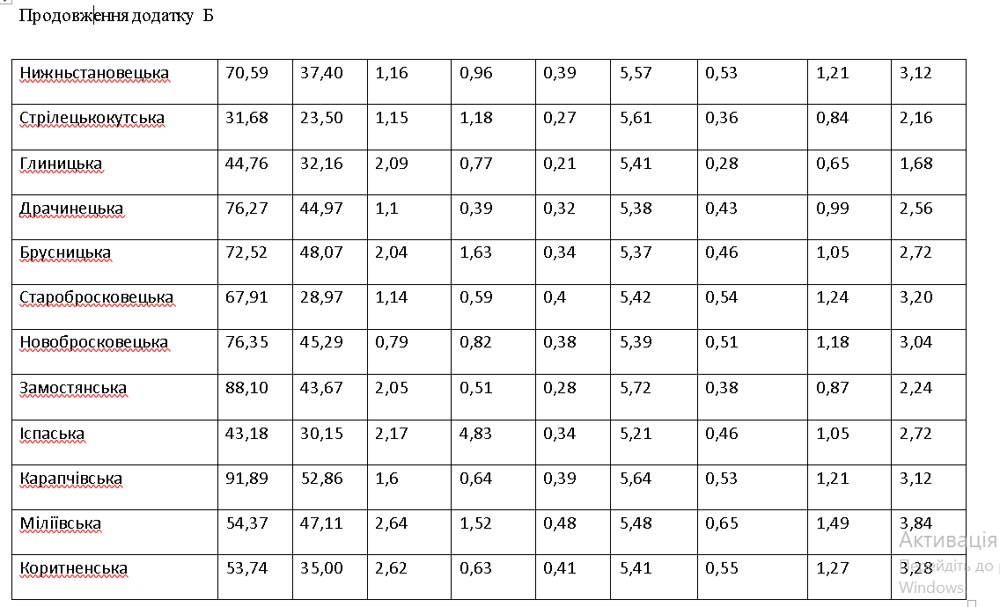 Продовження додатку Б
Нижньстановецька 70,59 37,40 1,16 0,96 0,39 5,57 0,53 1,21 3,12
Стрілецькокутська 31,68 23,50 1,15 1,18 0,27 5,61 0,36 0,84 2,16
Глиницька 44,76 32,16 2,09 0,77 0,21 5,41 0,28 0,65 1,68
Драчинецька 76,27 44,97 1,1 0,39 0,32 5,38 0,43 0,99 2,56
Брусницька 72,52 48,07 2,04 1,63 0,34 5,37 0,46 1,05 2,72
Старобросковецька 67,91 28,97 1,14 0,59 0,4 5,42 0,54 1,24 3,20
Новобросковецька 76,35 45,29 0,79 0,82 0,38 5,39 0,51 1,18 3,04
Замостянська 88,10 43,67 2,05 0,51 0,28 5,72 0,38 0,87 2,24
Іспаська 43,18 30,15 2,17 4,83 0,34 5,21 0,46 1,05 2,72
Карапчівська 91,89 52,86 1,6 0,64 0,39 5,64 0,53 1,21 3,12
Міліївська 54,37 47,11 2,64 1,52 0,48 5,48 0,65 1,49 3,84
Активація
Коритненська 53,74 35,00 2,62 0,63 0,41 5,41 0,55 1,27 3,28
Перейдіть до
Windows.